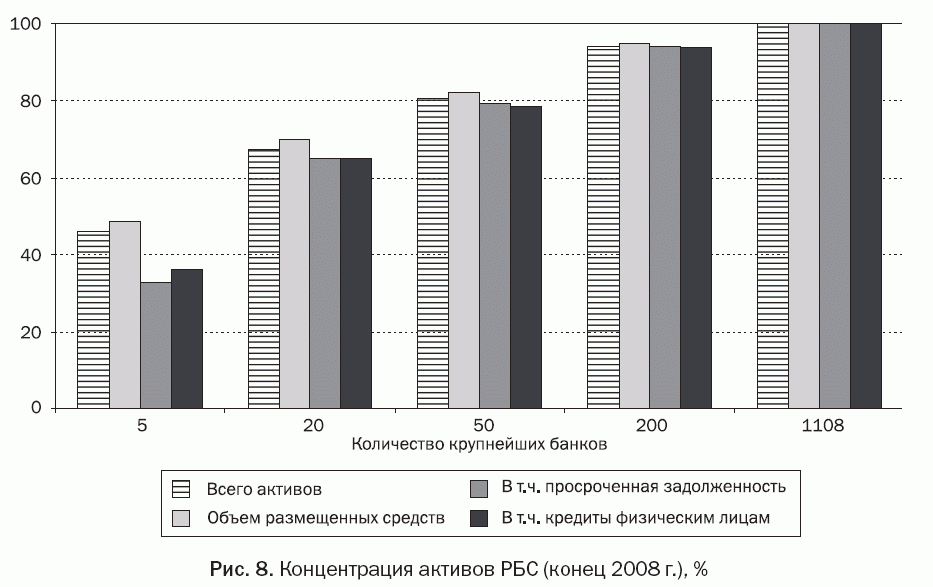 100
80
60
40
20
0
5 20 50 200 1108
Количество крупнейших банков
Всего активов
В т.ч. просроченная задолженность
Объем размещенных средств
В т.ч. кредиты физическим лицам
Рис. 8. Концентрация активов РБС (конец 2008 г.), %